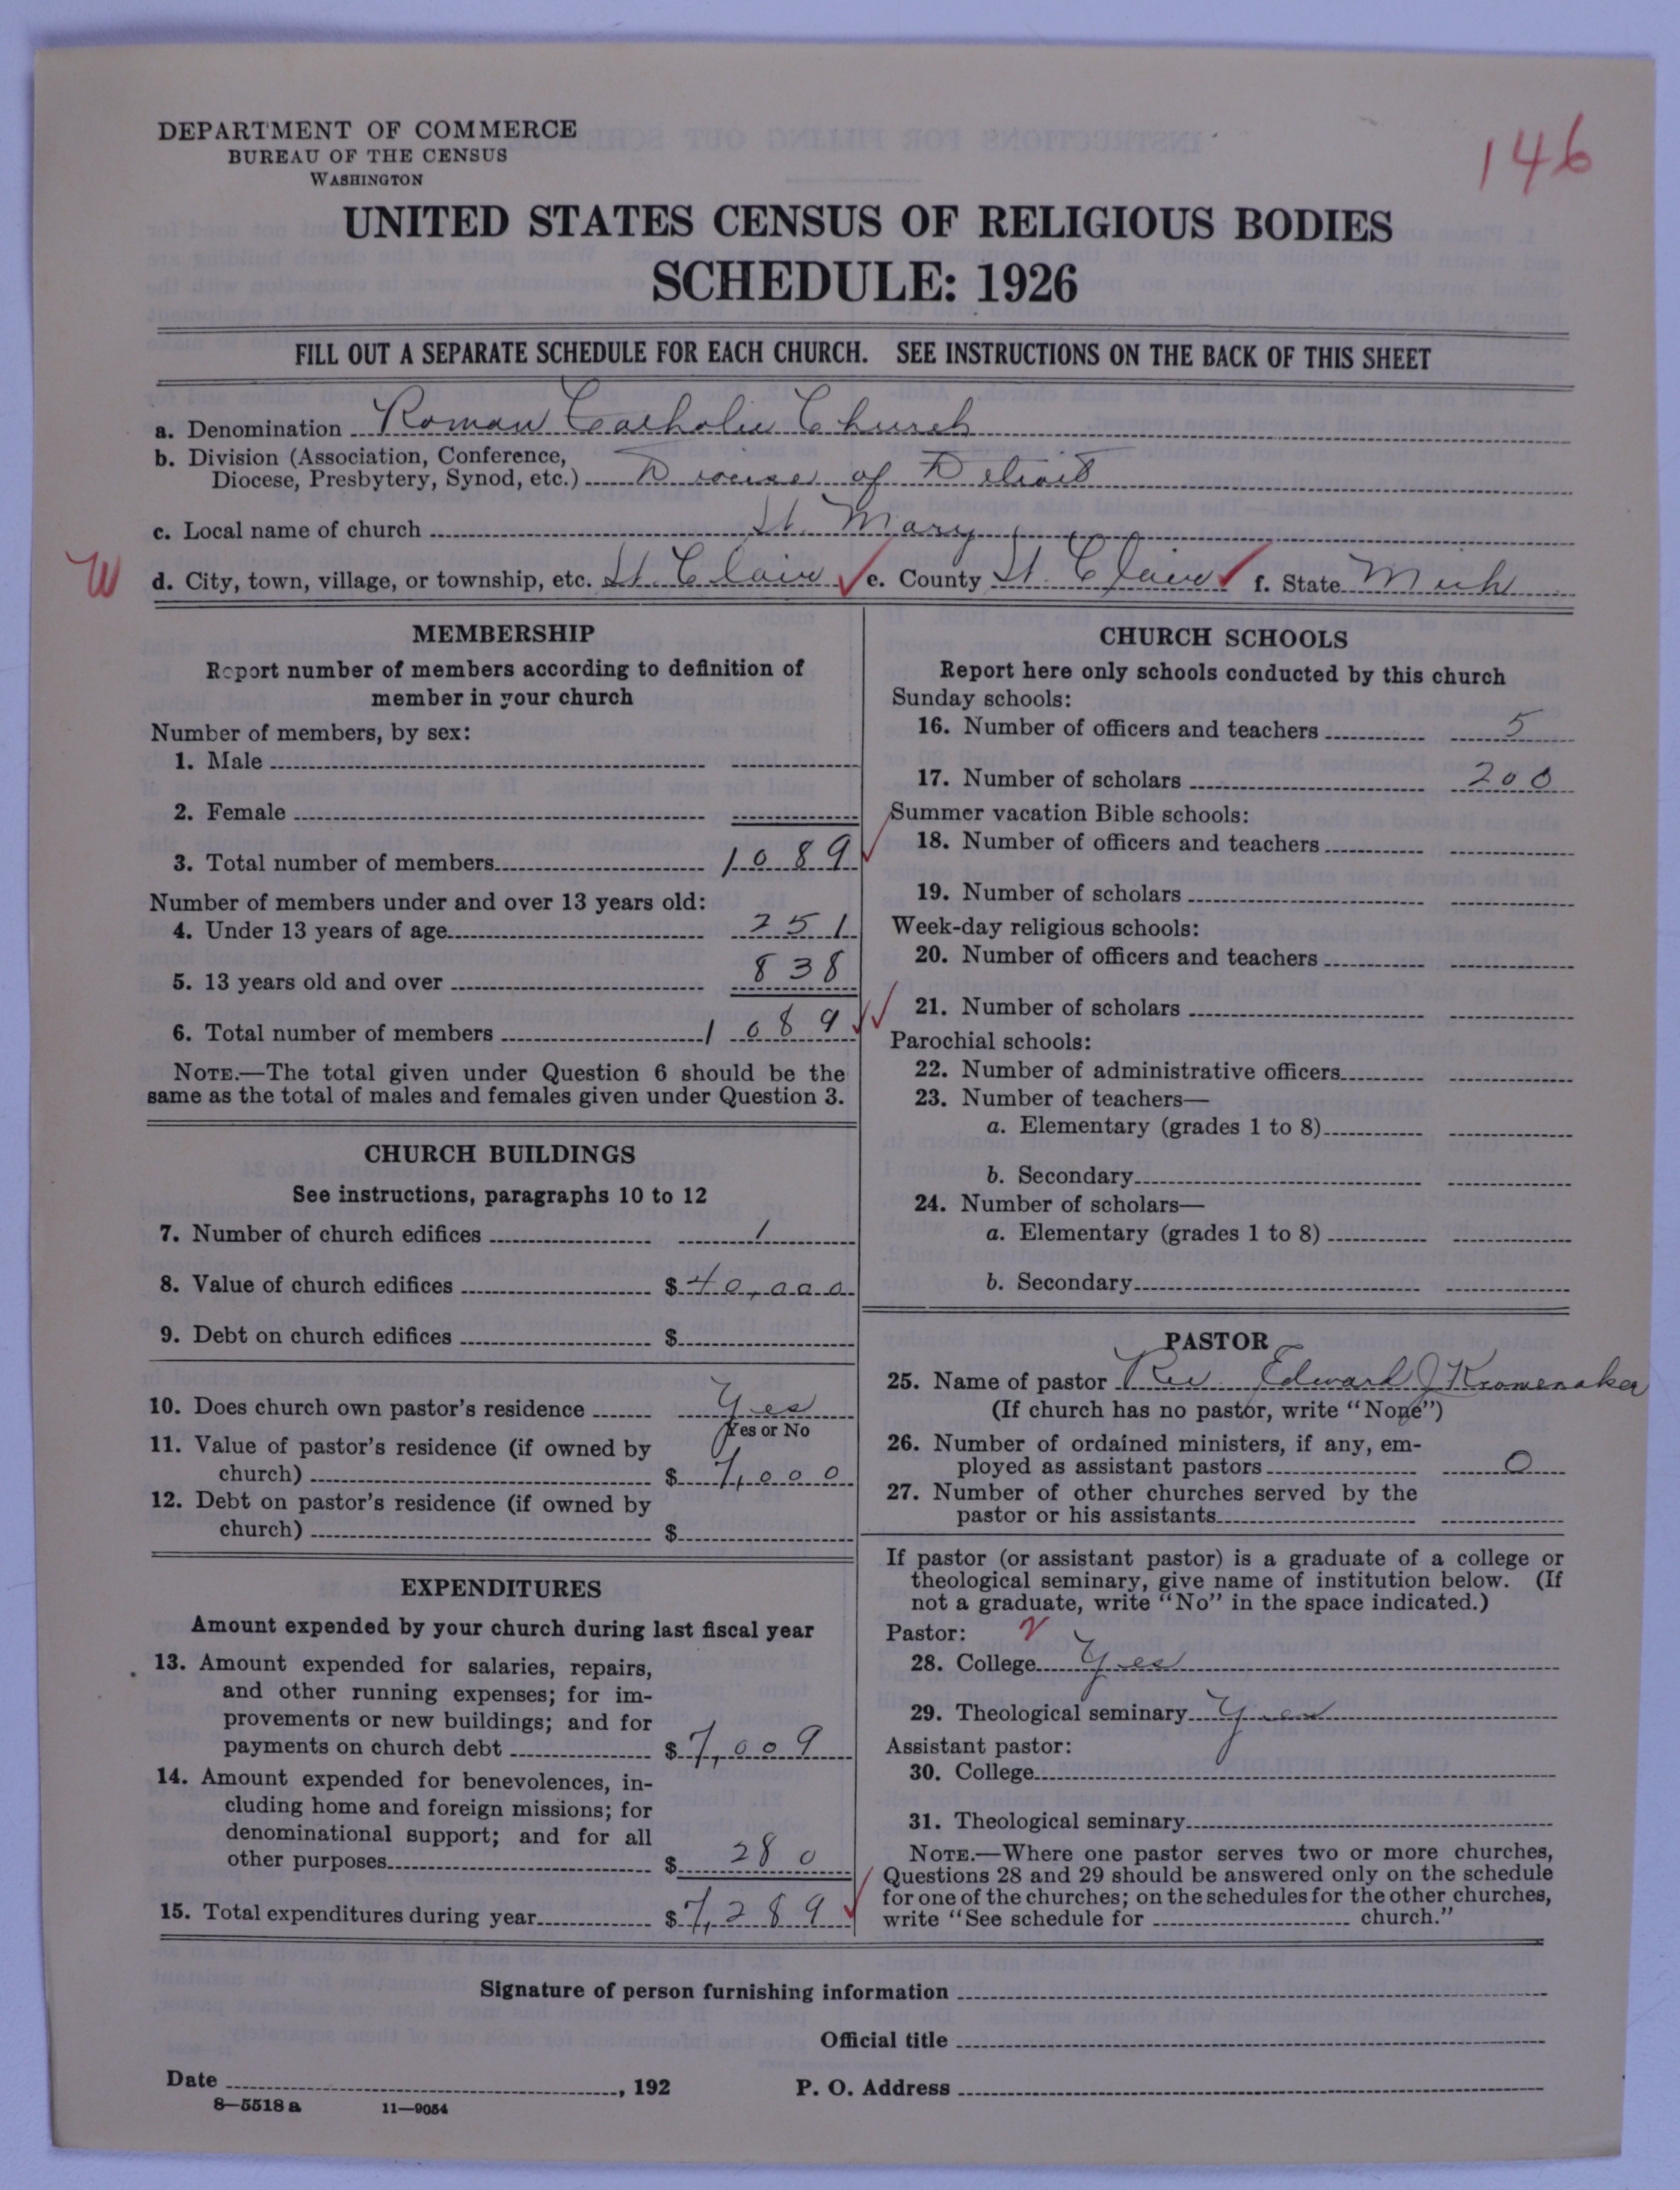 DEPARTMENT OF COMMERCE
BUREAU OF THE CENSUS
WASHINGTON
146
UNITED STATES CENSUS OF RELIGIOUS BODIES
SCHEDULE: 1926
FILL OUT A SEPARATE SCHEDULE FOR EACH CHURCH. SEE INSTRUCTIONS ON THE BACK OF THIS SHEET
a. Denomination Roman Catholic Church
b. Division (Association, Conference,
Diocese, Presbytery, Synod, etc.) Diocese of Detroit
c. Local name of church St. Mary
W d. City, town, village, or township, etc. St. Clair e. County St. Clair f. State Mich
MEMBERSHIP
Report number of members according to definition of
member in your church
Number of members, by sex:
1. Male
2. Female
3. Total number of members 1089
Number of members under and over 13 years old:
4. Under 13 years of age 251
5. 13 years old and over 838
6. Total number of members 1089
NOTE.—The total given under Question 6 should be the
same as the total of males and females given under Question 3.
CHURCH BUILDINGS
See instructions, paragraphs 10 to 12
7. Number of church edifices 1
8. Value of church edifices $ 40,000
9. Debt on church edifices $
10. Does church own pastor's residence Yes
Yes or No
11. Value of pastor's residence (if owned by
church) $ 7,000
12. Debt on pastor's residence (if owned by
church) $
EXPENDITURES
Amount expended by your church during last fiscal year
13. Amount expended for salaries, repairs,
and other running expenses; for im-
provements or new buildings; and for
payments on church debt $ 7,009
14. Amount expended for benevolences, in-
cluding home and foreign missions; for
denominational support; and for all
other purposes $ 280
15. Total expenditures during year $ 7,289
CHURCH SCHOOLS
Report here only schools conducted by this church
Sunday schools:
16. Number of officers and teachers 5
17. Number of scholars 200
Summer vacation Bible schools:
18. Number of officers and teachers
19. Number of scholars
Week-day religious schools:
20. Number of officers and teachers
21. Number of scholars
Parochial schools:
22. Number of administrative officers
23. Number of teachers—
a. Elementary (grades 1 to 8)
b. Secondary
24. Number of scholars—
a. Elementary (grades 1 to 8)
b. Secondary
PASTOR
25. Name of pastor Rev. Edward J Kromenaker
(If church has no pastor, write "None")
26. Number of ordained ministers, if any, em-
ployed as assistant pastors 0
27. Number of other churches served by the
pastor or his assistants
If pastor (or assistant pastor) is a graduate of a college or
theological seminary, give name of institution below. (If
not a graduate, write "No" in the space indicated.)
Pastor:
28. College Yes
29. Theological seminary Yes
Assistant pastor:
30. College
31. Theological seminary
NOTE.—Where one pastor serves two or more churches,
Questions 28 and 29 should be answered only on the schedule
for one of the churches; on the schedules for the other churches,
write "See schedule for church."
Signature of person furnishing information
Official title
Date , 192 P. O. Address
8—5518 a 11—9054